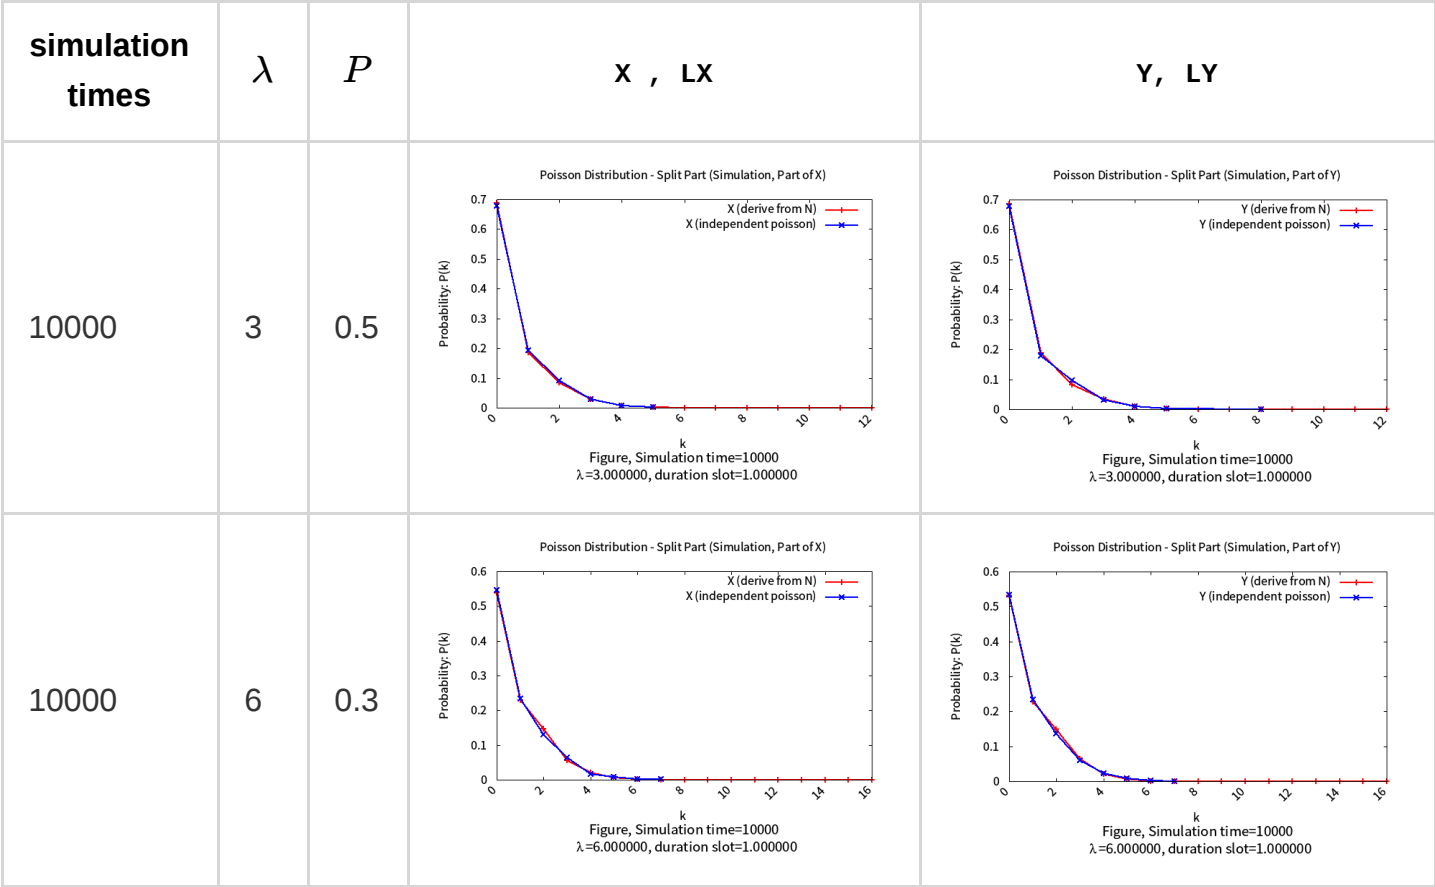 simulation times
λ
P
X , LX
Y, LY
10000
3
0.5
Poisson Distribution - Split Part (Simulation, Part of X)
X (derive from N)
X (independent poisson)
Probability: P(k)
0.7
0.6
0.5
0.4
0.3
0.2
0.1
0
0 2 4 6 8 10 12
k
Figure, Simulation time=10000
λ=3.000000, duration slot=1.000000
Poisson Distribution - Split Part (Simulation, Part of Y)
Y (derive from N)
Y (independent poisson)
Probability: P(k)
0.7
0.6
0.5
0.4
0.3
0.2
0.1
0
0 2 4 6 8 10 12
k
Figure, Simulation time=10000
λ=3.000000, duration slot=1.000000
10000
6
0.3
Poisson Distribution - Split Part (Simulation, Part of X)
X (derive from N)
X (independent poisson)
Probability: P(k)
0.6
0.5
0.4
0.3
0.2
0.1
0
0 2 4 6 8 10 12 14 16
k
Figure, Simulation time=10000
λ=6.000000, duration slot=1.000000
Poisson Distribution - Split Part (Simulation, Part of Y)
Y (derive from N)
Y (independent poisson)
Probability: P(k)
0.6
0.5
0.4
0.3
0.2
0.1
0
0 2 4 6 8 10 12 14 16
k
Figure, Simulation time=10000
λ=6.000000, duration slot=1.000000